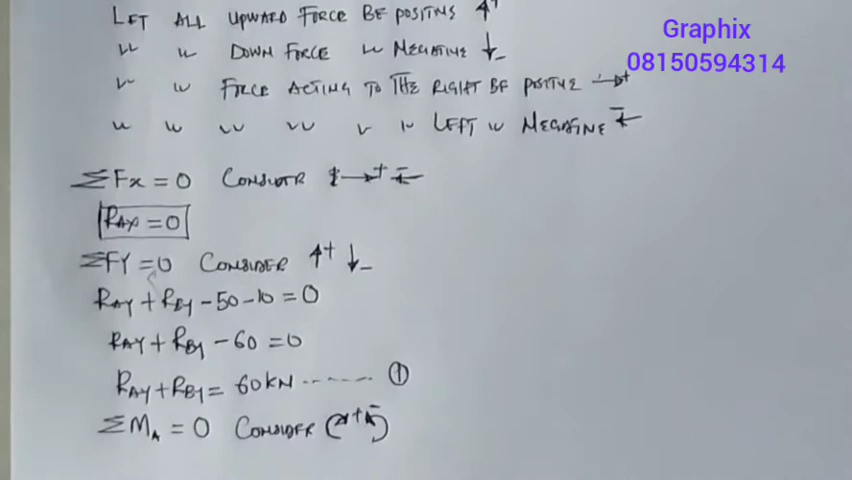 LET ALL UPWARD FORCE BE POSITIVE ↑+
" " DOWN FORCE " NEGATIVE ↓-
" " FORCE ACTING TO THE RIGHT BE POSITIVE →+
" " " " " " LEFT " NEGATIVE ←-
ΣFx = 0 CONSIDER →+ ←-
RAX = 0
ΣFY = 0 CONSIDER ↑+ ↓-
RAY + RBY - 50 - 10 = 0
RAY + RBY - 60 = 0
RAY + RBY = 60KN ------- ①
ΣMA = 0 CONSIDER
Graphix
08150594314